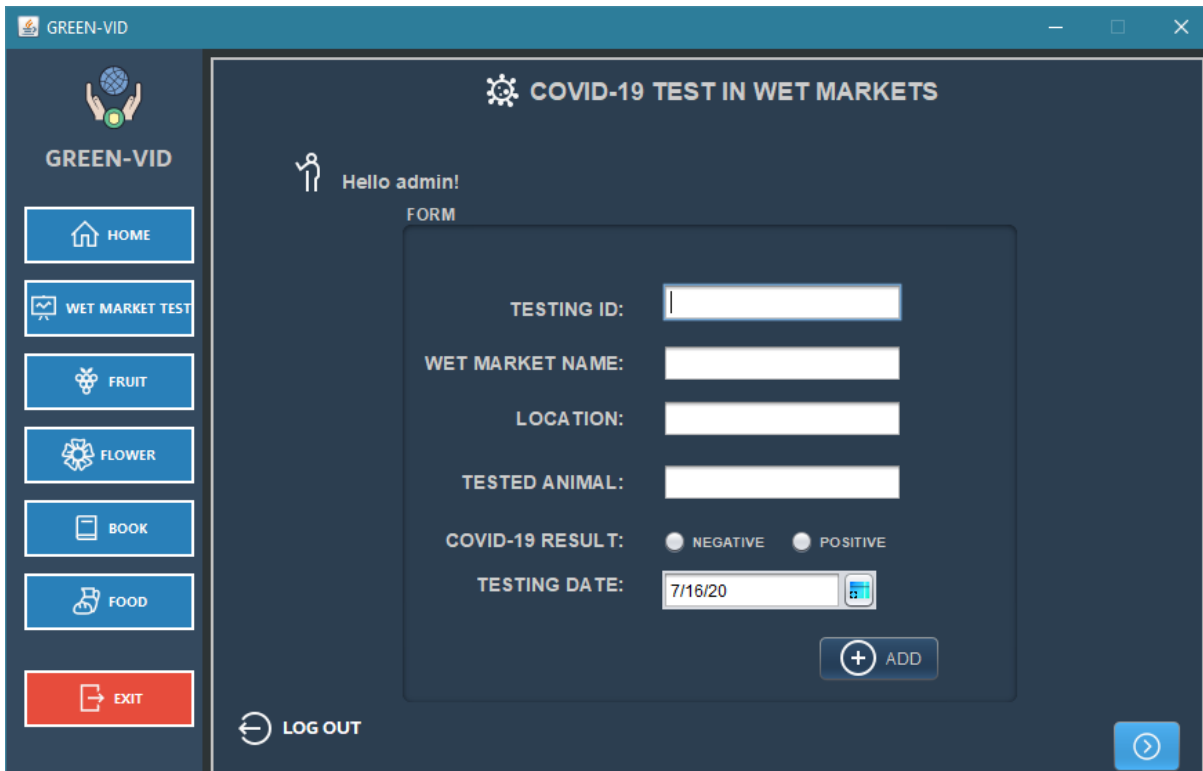 GREEN-VID
GREEN-VID
HOME
WET MARKET TEST
FRUIT
FLOWER
BOOK
FOOD
EXIT
COVID-19 TEST IN WET MARKETS
Hello admin!
FORM
TESTING ID:
WET MARKET NAME:
LOCATION:
TESTED ANIMAL:
COVID-19 RESULT: NEGATIVE POSITIVE
TESTING DATE: 7/16/20
ADD
LOG OUT